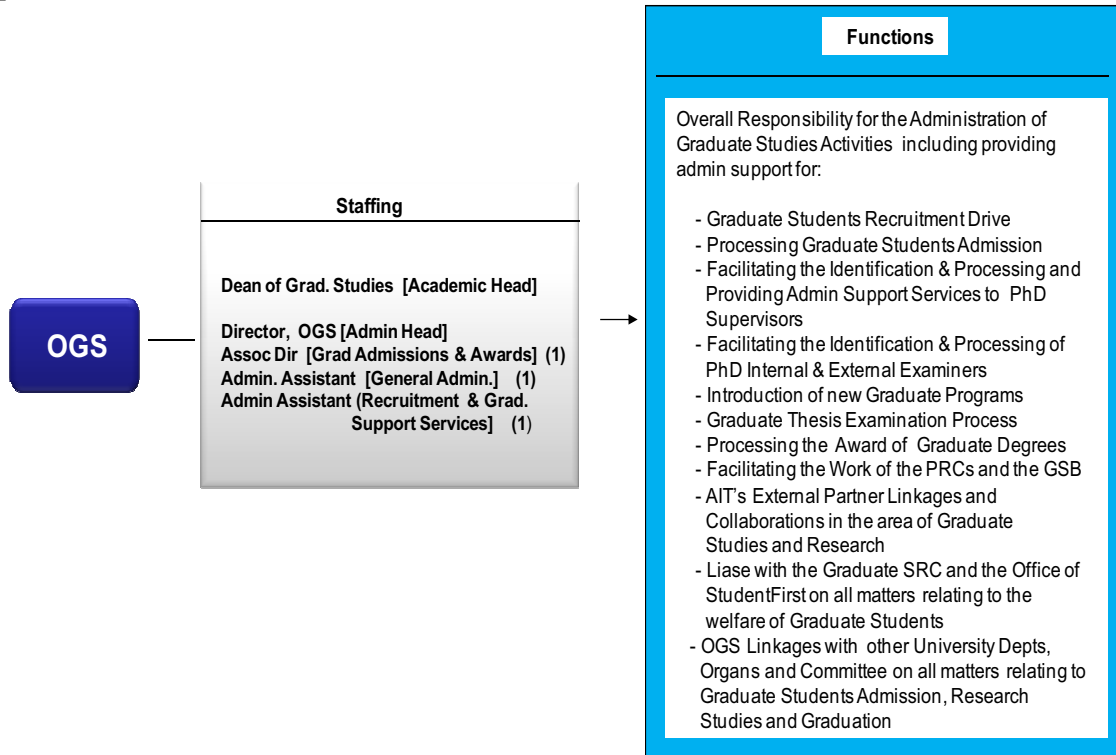 OGS
Staffing
Dean of Grad. Studies [Academic Head]
Director, OGS [Admin Head]
Assoc Dir [Grad Admissions & Awards] (1)
Admin. Assistant [General Admin.] (1)
Admin Assistant (Recruitment & Grad.
Support Services] (1)
Functions
Overall Responsibility for the Administration of
Graduate Studies Activities including providing
admin support for:
- Graduate Students Recruitment Drive
- Processing Graduate Students Admission
- Facilitating the Identification & Processing and
Providing Admin Support Services to PhD
Supervisors
- Facilitating the Identification & Processing of
PhD Internal & External Examiners
- Introduction of new Graduate Programs
- Graduate Thesis Examination Process
- Processing the Award of Graduate Degrees
- Facilitating the Work of the PRCs and the GSB
- AIT's External Partner Linkages and
Collaborations in the area of Graduate
Studies and Research
- Liase with the Graduate SRC and the Office of
StudentFirst on all matters relating to the
welfare of Graduate Students
- OGS Linkages with other University Depts,
Organs and Committee on all matters relating to
Graduate Students Admission, Research
Studies and Graduation